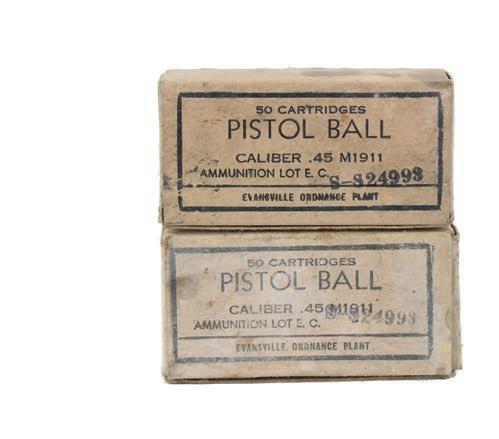 50 CARTRIDGES
PISTOL BALL
CALIBER .45 M1911
AMMUNITION LOT E. C. S-S24993
EVANSVILLE ORDNANCE PLANT
50 CARTRIDGES
PISTOL BALL
CALIBER .45 M1911
AMMUNITION LOT E. C. S-S24993
EVANSVILLE ORDNANCE PLANT